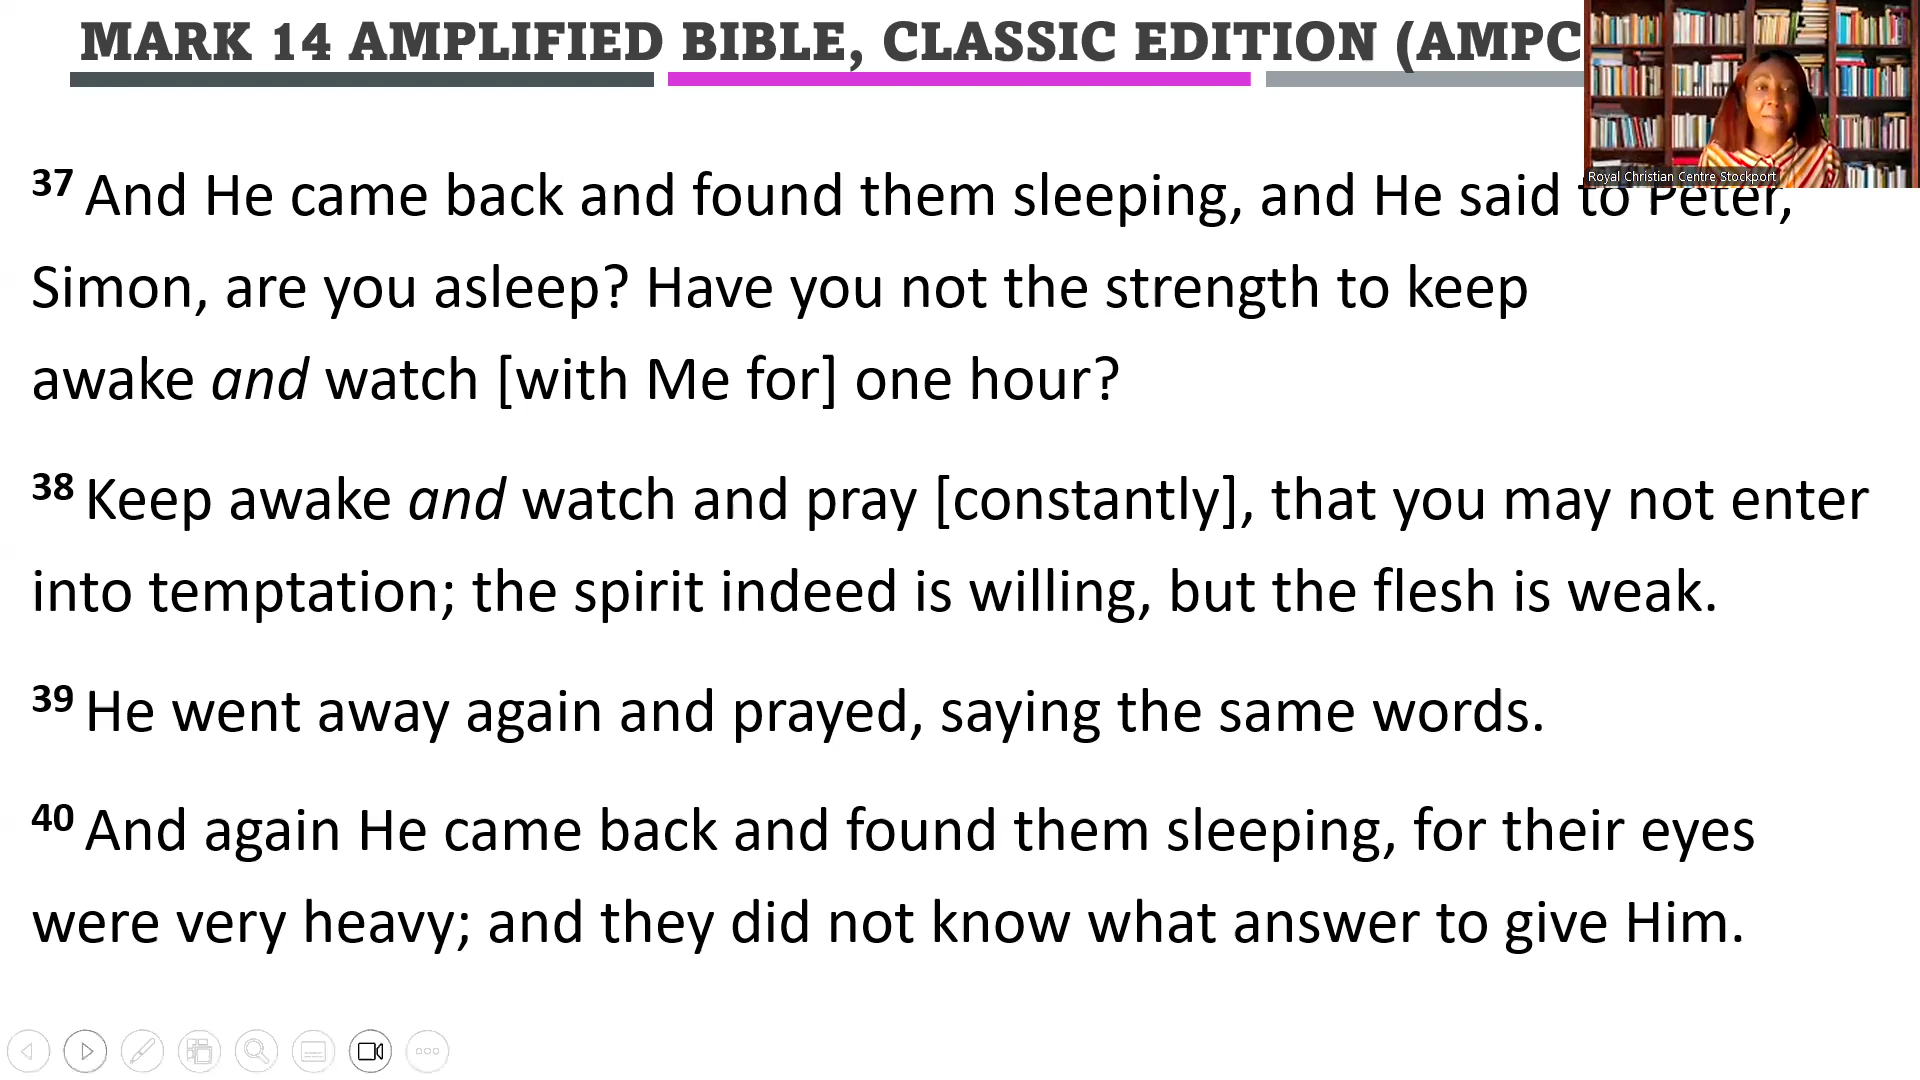 MARK 14 AMPLIFIED BIBLE, CLASSIC EDITION (AMPC
Royal Christian Centre Stockport
37 And He came back and found them sleeping, and He said to Peter,
Simon, are you asleep? Have you not the strength to keep
awake and watch [with Me for] one hour?
38 Keep awake and watch and pray [constantly], that you may not enter
into temptation; the spirit indeed is willing, but the flesh is weak.
39 He went away again and prayed, saying the same words.
40 And again He came back and found them sleeping, for their eyes
were very heavy; and they did not know what answer to give Him.